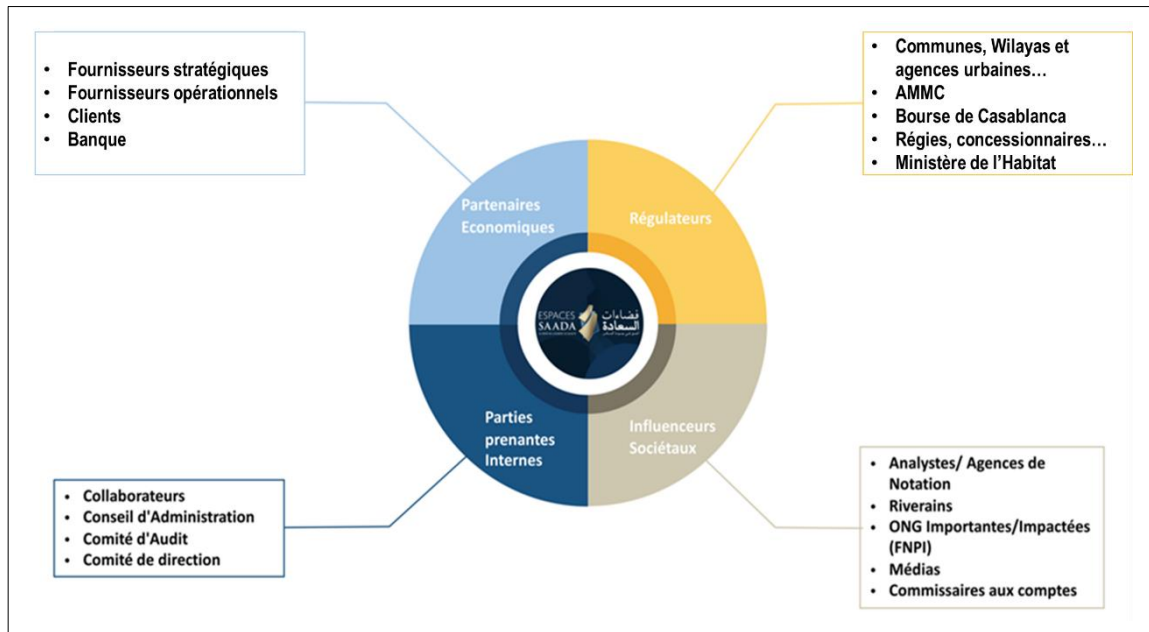 • Fournisseurs stratégiques
• Fournisseurs opérationnels
• Clients
• Banque
• Communes, Wilayas et
agences urbaines…
• AMMC
• Bourse de Casablanca
• Régies, concessionnaires…
• Ministère de l’Habitat
Partenaires
Economiques
Régulateurs
ESPACES
SAADA
فضاءات
السعادة
Parties
prenantes
Internes
Influenceurs
Sociétaux
• Collaborateurs
• Conseil d'Administration
• Comité d'Audit
• Comité de direction
• Analystes/ Agences de
Notation
• Riverains
• ONG Importantes/Impactées
(FNPI)
• Médias
• Commissaires aux comptes